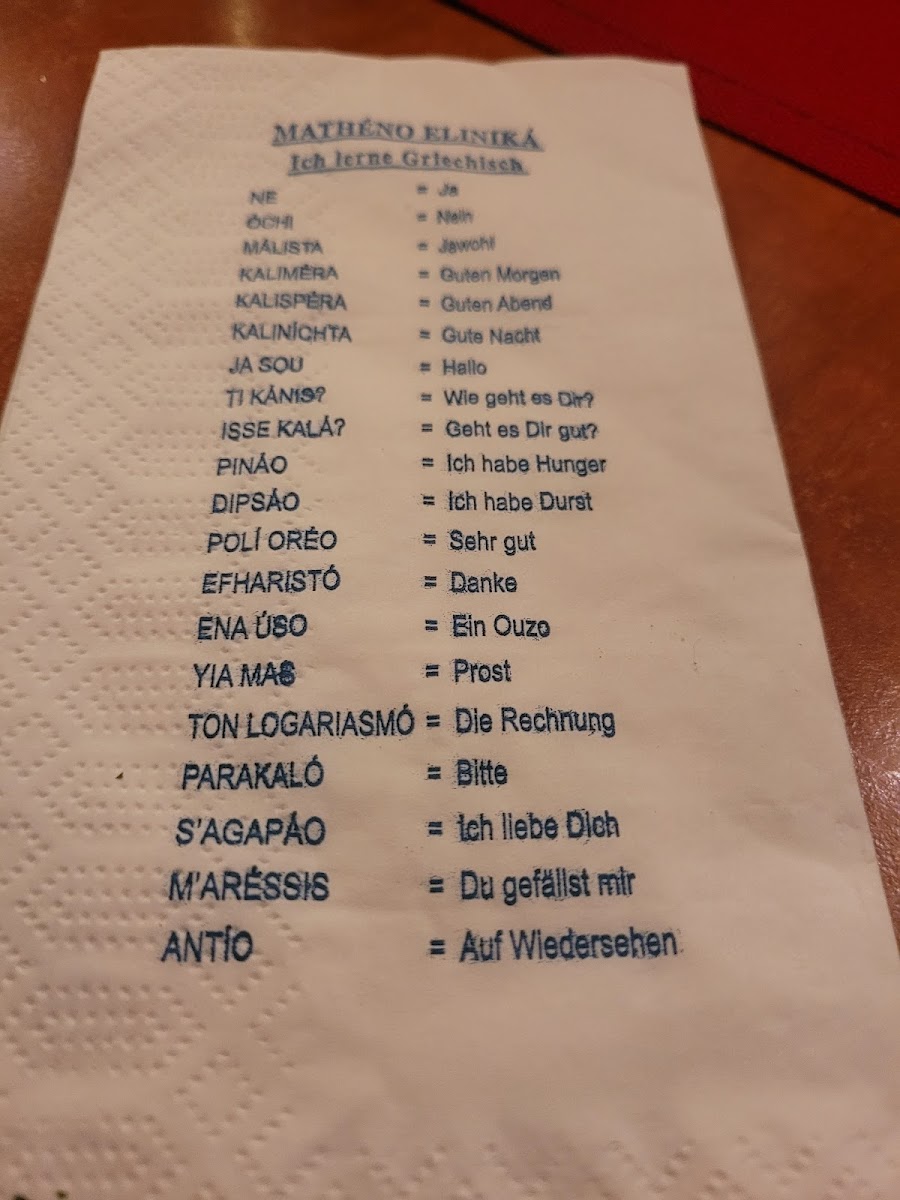 MATHÉNO ELINIKÁ
Ich lerne Griechisch
NE = Ja
ÓCHI = Nein
MÁLISTA = Jawohl
KALIMÉRA = Guten Morgen
KALISPÉRA = Guten Abend
KALINÍCHTA = Gute Nacht
JA SOU = Hallo
TI KÁNIS? = Wie geht es Dir?
ISSE KALÁ? = Geht es Dir gut?
PINÁO = Ich habe Hunger
DIPSÁO = Ich habe Durst
POLÍ ORÉO = Sehr gut
EFHARISTÓ = Danke
ENA ÚSO = Ein Ouzo
YIA MAS = Prost
TON LOGARIASMÓ = Die Rechnung
PARAKALÓ = Bitte
S'AGAPÁO = Ich liebe Dich
M'ARÉSSIS = Du gefällst mir
ANTÍO = Auf Wiedersehen